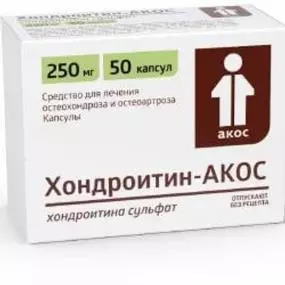 250 мг 50 капсул
Средство для лечения
остеохондроза и остеоартроза
Капсулы
акос
Хондроитин-АКОС
хондроитина сульфат
ОТПУСКАЮТ
БЕЗ РЕЦЕПТА